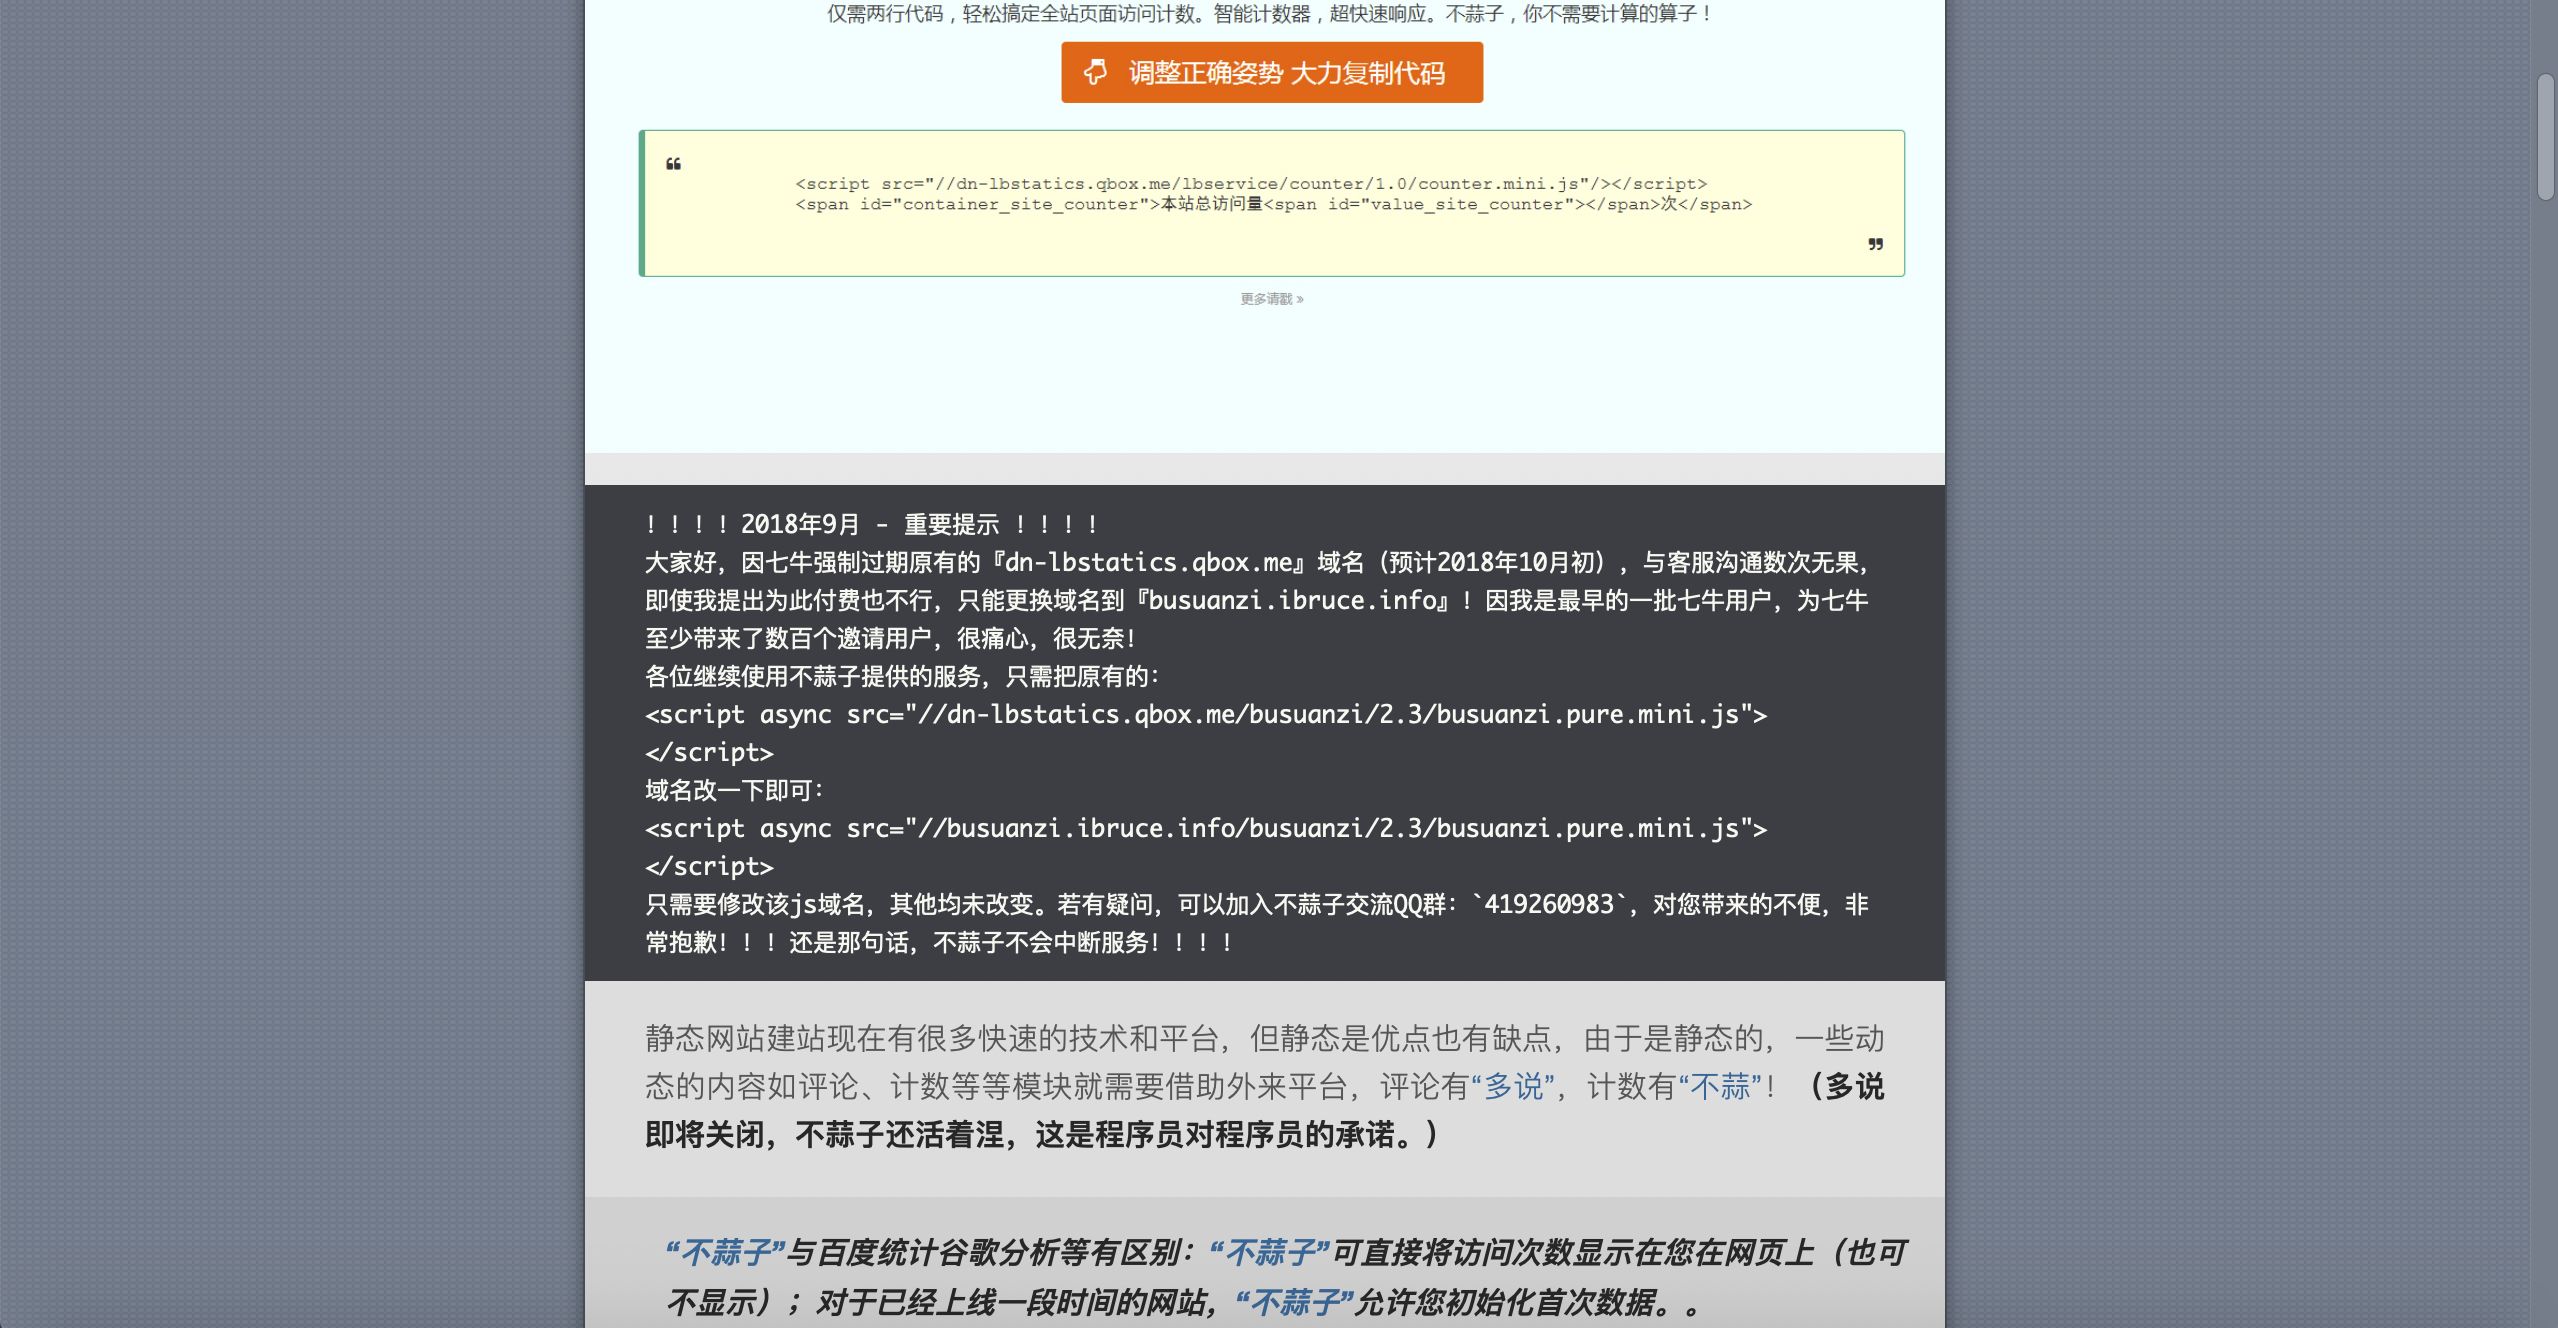 仅需两行代码，轻松搞定全站页面访问计数。智能计数器，超快速响应。不蒜子，你不需要计算的算子！
调整正确姿势 大力复制代码
“
<script src="//dn-lbstatics.qbox.me/lbservice/counter/1.0/counter.mini.js"/></script>
<span id="container_site_counter">本站总访问量<span id="value_site_counter"></span>次</span>
”
更多请戳 »
！！！！2018年9月 - 重要提示 ！！！！
大家好，因七牛强制过期原有的『dn-lbstatics.qbox.me』域名（预计2018年10月初），与客服沟通数次无果，
即使我提出为此付费也不行，只能更换域名到『busuanzi.ibruce.info』！因我是最早的一批七牛用户，为七牛
至少带来了数百个邀请用户，很痛心，很无奈！
各位继续使用不蒜子提供的服务，只需把原有的：
<script async src="//dn-lbstatics.qbox.me/busuanzi/2.3/busuanzi.pure.mini.js">
</script>
域名改一下即可：
<script async src="//busuanzi.ibruce.info/busuanzi/2.3/busuanzi.pure.mini.js">
</script>
只需要修改该js域名，其他均未改变。若有疑问，可以加入不蒜子交流QQ群：`419260983`，对您带来的不便，非
常抱歉！！！还是那句话，不蒜子不会中断服务！！！！
静态网站建站现在有很多快速的技术和平台，但静态是优点也有缺点，由于是静态的，一些动
态的内容如评论、计数等等模块就需要借助外来平台，评论有“多说”，计数有“不蒜”！（多说
即将关闭，不蒜子还活着涅，这是程序员对程序员的承诺。）
“不蒜子”与百度统计谷歌分析等有区别：“不蒜子”可直接将访问次数显示在您在网页上（也可
不显示）；对于已经上线一段时间的网站，“不蒜子”允许您初始化首次数据。。